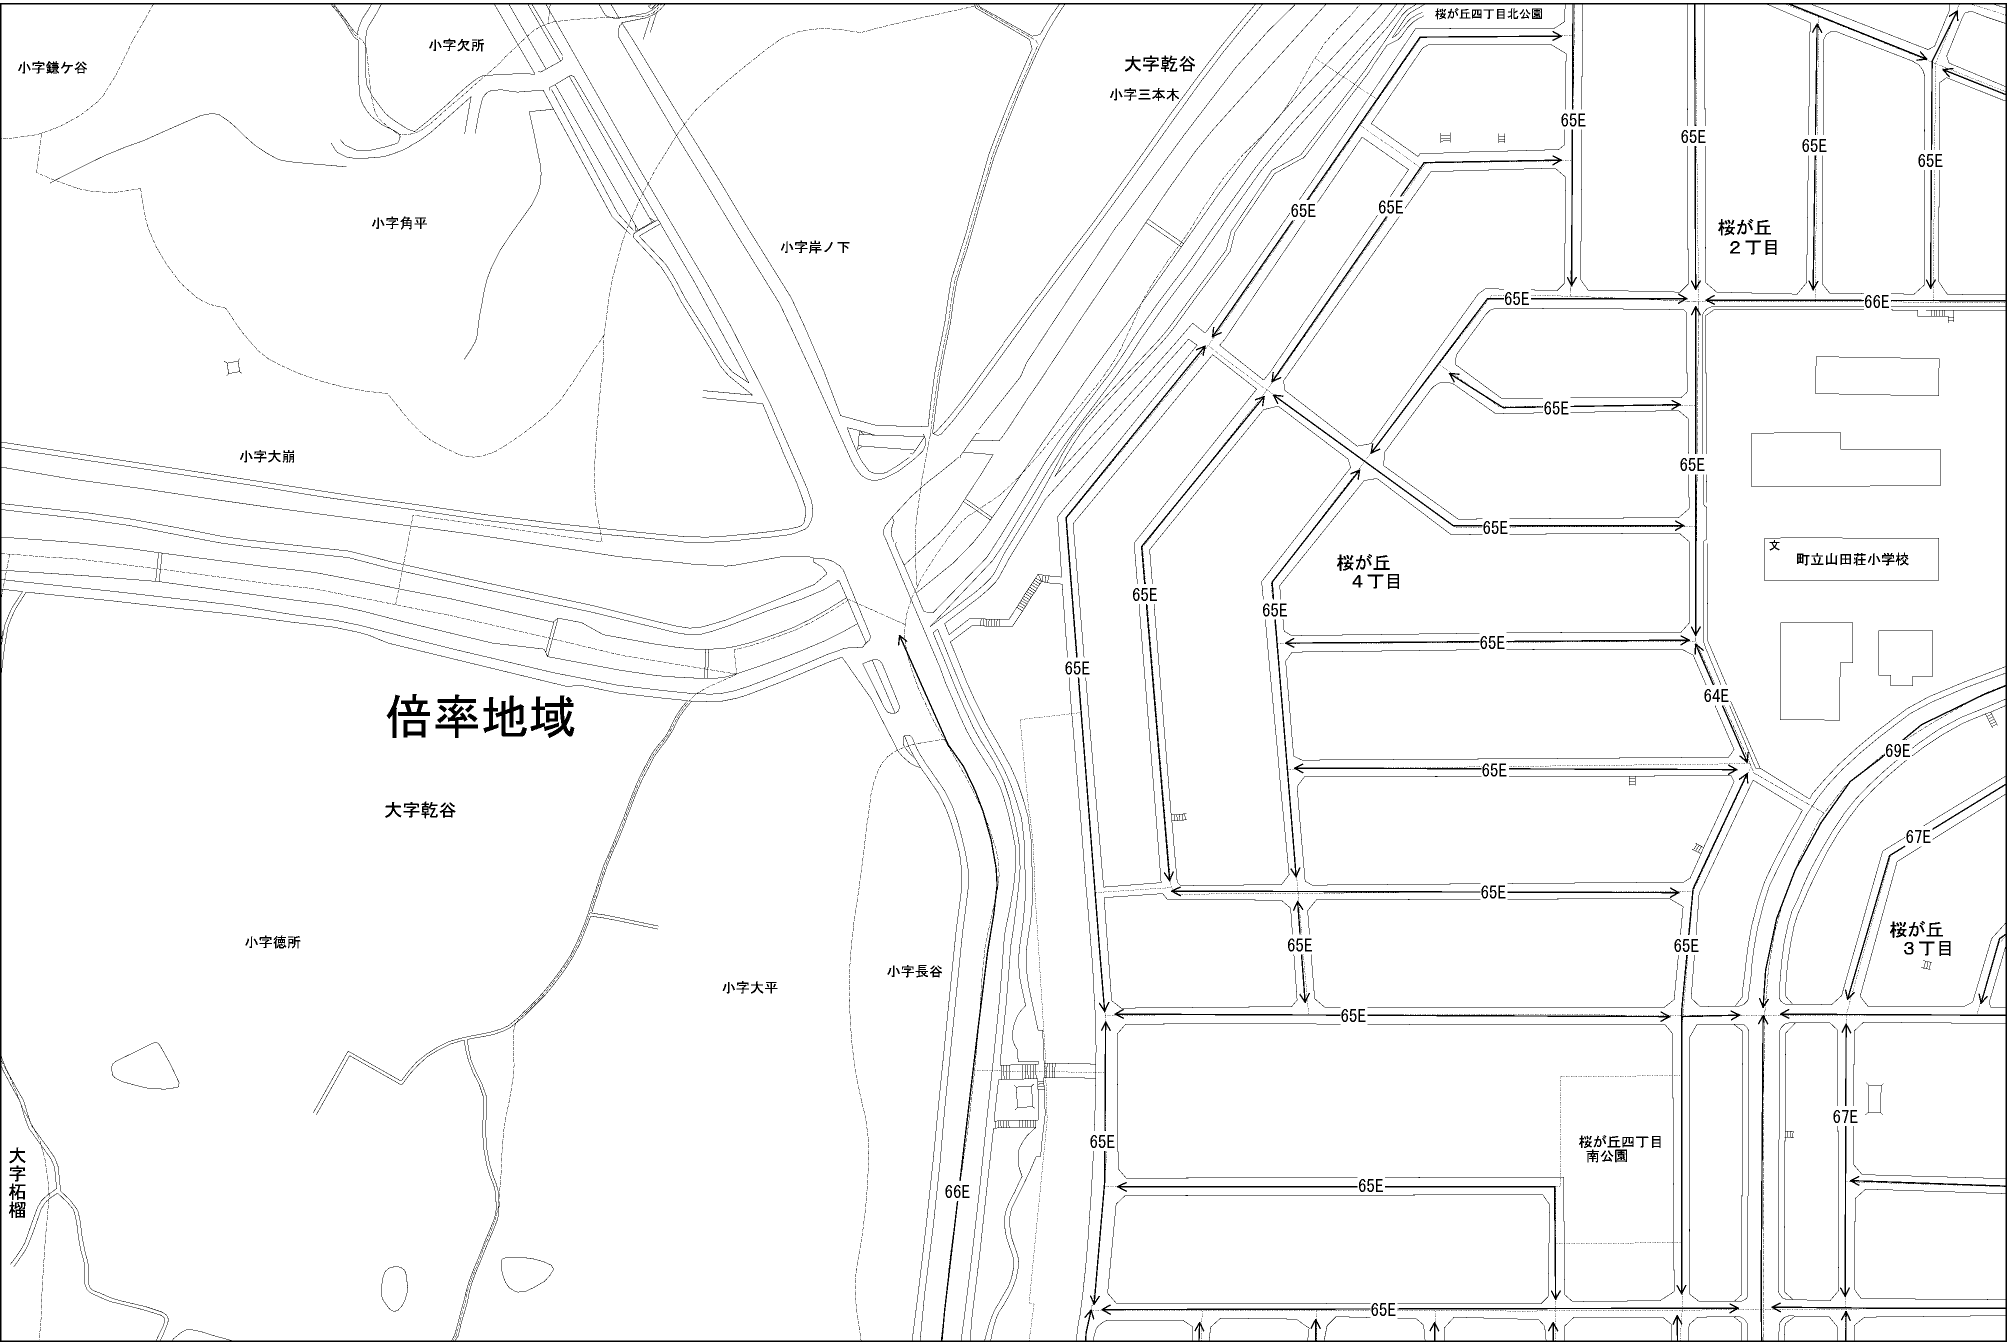 桜が丘四丁目北公園
小字欠所
大字乾谷
小字鎌ケ谷
小字三本木
65E
65E
65E
65E
65E
65E
65E
小字角平
桜が丘
2丁目
小字岸ノ下
65E
66E
65E
小字大崩
65E
65E
文
町立山田荘小学校
桜が丘
4丁目
65E
65E
65E
65E
64E
倍率地域
69E
65E
大字乾谷
67E
65E
桜が丘
3丁目
小字徳所
65E
65E
小字長谷
小字大平
65E
67E
65E
桜が丘四丁目
南公園
大字柘榴
65E
66E
65E